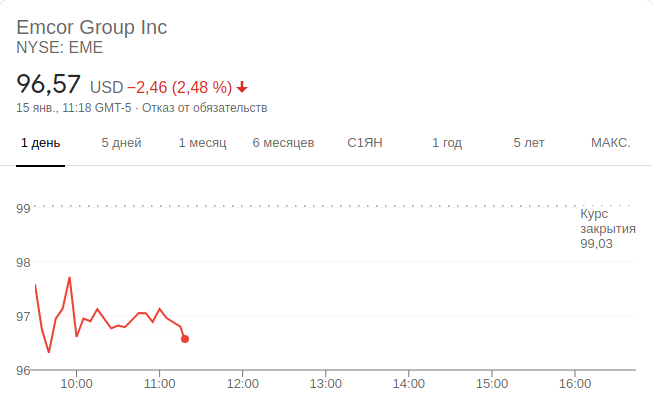 Emcor Group Inc
NYSE: EME
96,57 USD −2,46 (2,48 %)
15 янв., 11:18 GMT-5 · Отказ от обязательств
1 день 5 дней 1 месяц 6 месяцев С1ЯН 1 год 5 лет МАКС.
99
Курс
закрытия
99,03
98
97
96
10:00 11:00 12:00 13:00 14:00 15:00 16:00